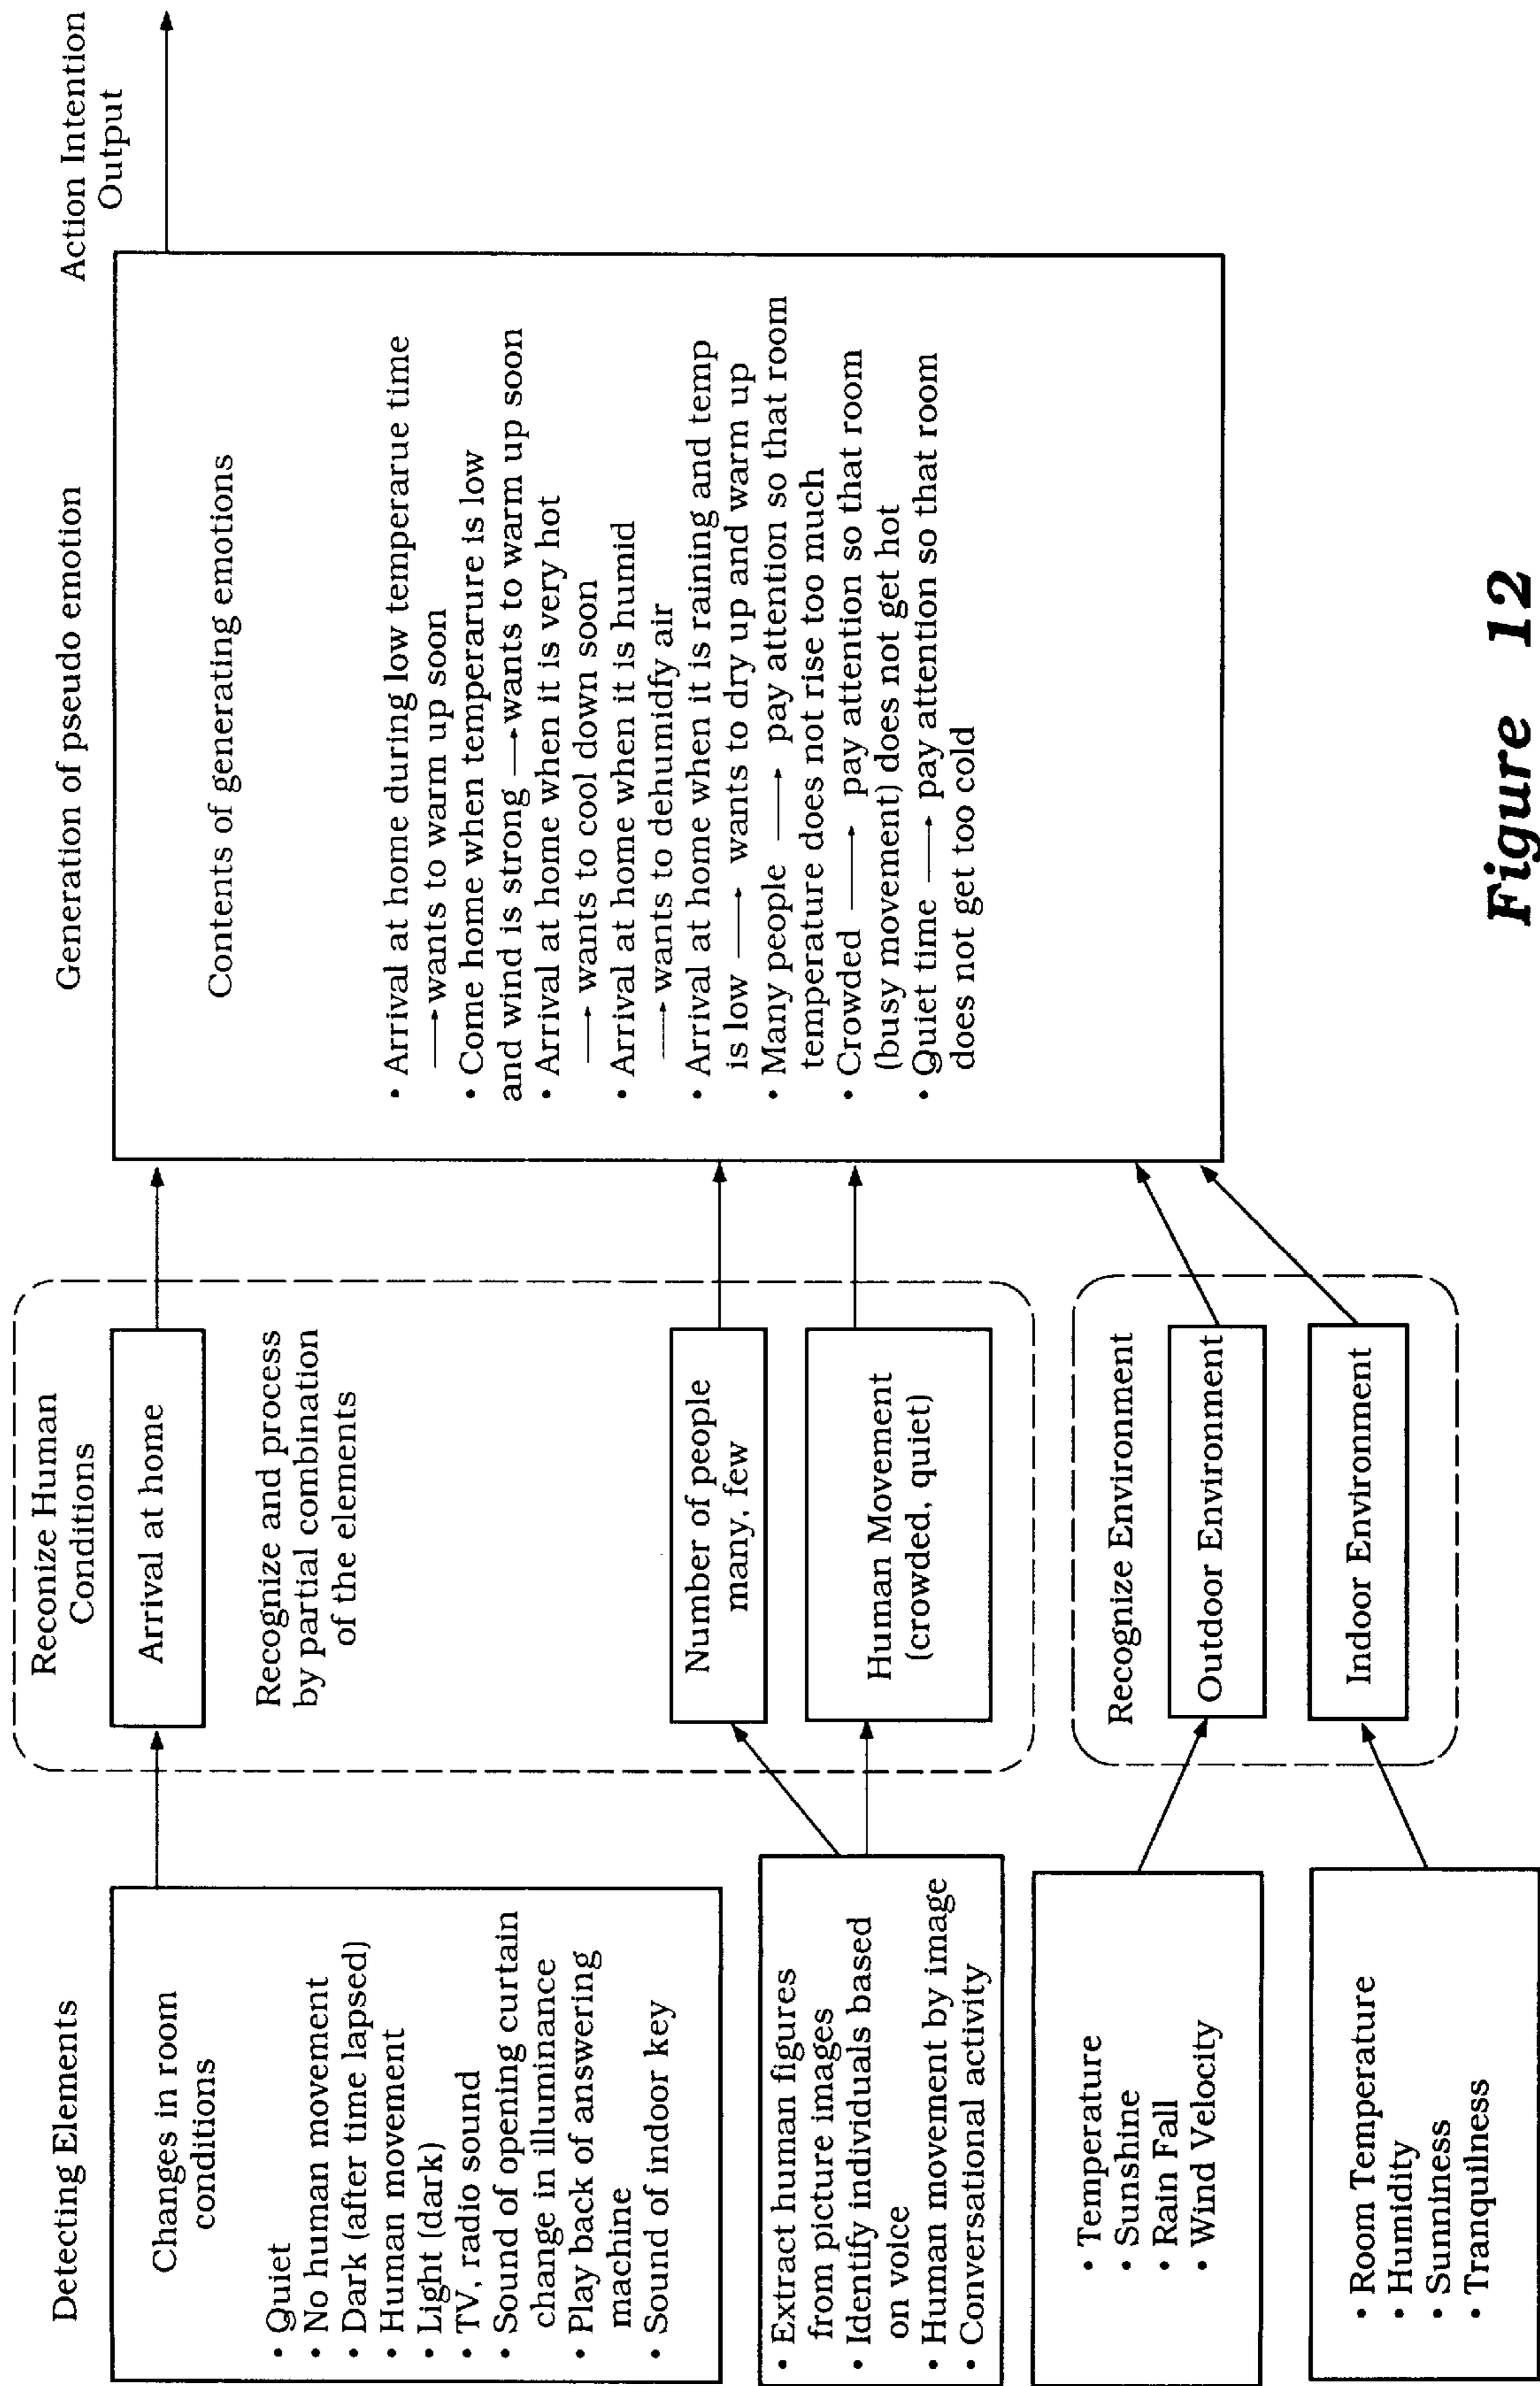 Detecting Elements
Changes in room
conditions
• Quiet
• No human movement
• Dark (after time lapsed)
• Human movement
• Light (dark)
• TV, radio sound
• Sound of opening curtain
change in illuminance
• Play back of answering
machine
• Sound of indoor key
• Extract human figures
from picture images
• Identify individuals based
on voice
• Human movement by image
• Conversational activity
• Temperature
• Sunshine
• Rain Fall
• Wind Velocity
• Room Temperature
• Humidity
• Sunniness
• Tranquilness
Reconize Human
Conditions
Arrival at home
Recognize and process
by partial combination
of the elements
Number of people
many, few
Human Movement
(crowded, quiet)
Recognize Environment
Outdoor Environment
Indoor Environment
Generation of pseudo emotion
Contents of generating emotions
• Arrival at home during low temperarue time
→ wants to warm up soon
• Come home when temperarure is low
and wind is strong → wants to warm up soon
• Arrival at home when it is very hot
→ wants to cool down soon
• Arrival at home when it is humid
→ wants to dehumidfy air
• Arrival at home when it is raining and temp
is low → wants to dry up and warm up
• Many people → pay attention so that room
temperature does not rise too much
• Crowded → pay attention so that room
(busy movement) does not get hot
• Quiet time → pay attention so that room
does not get too cold
Action Intention
Output
Figure 12